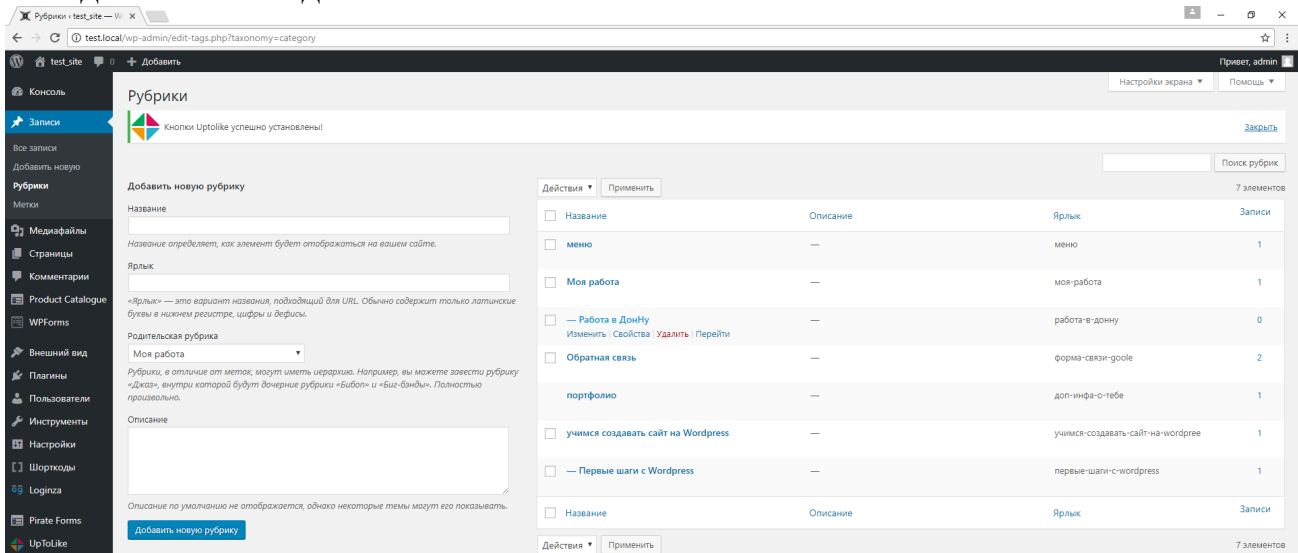 Рубрики ‹ test_site — W
test.local/wp-admin/edit-tags.php?taxonomy=category
test_site 0 + Добавить Привет, admin
Настройки экрана ▼ Помощь ▼
Консоль
Записи
Все записи
Добавить новую
Рубрики
Метки
Медиафайлы
Страницы
Комментарии
Product Catalogue
WPForms
Внешний вид
Плагины
Пользователи
Инструменты
Настройки
Шорткоды
Loginza
Pirate Forms
UpToLike
Рубрики
Кнопки Uptolike успешно установлены! Закрыть
Поиск рубрик
Добавить новую рубрику
Название
Название определяет, как элемент будет отображаться на вашем сайте.
Ярлык
«Ярлык» — это вариант названия, подходящий для URL. Обычно содержит только латинские
буквы в нижнем регистре, цифры и дефисы.
Родительская рубрика
Моя работа ▼
Рубрики, в отличие от меток, могут иметь иерархию. Например, вы можете завести рубрику
«Джаз», внутри которой будут дочерние рубрики «Бибоп» и «Биг-бэнды». Полностью
произвольно.
Описание
Описание по умолчанию не отображается, однако некоторые темы могут его показывать.
Добавить новую рубрику
Действия ▼ Применить 7 элементов
Название Описание Ярлык Записи
меню — меню 1
Моя работа — моя-работа 1
— Работа в ДонНу — работа-в-донну 0
Изменить | Свойства | Удалить | Перейти
Обратная связь — форма-связи-goole 2
портфолио — доп-инфа-о-тебе 1
учимся создавать сайт на Wordpress — учимся-создавать-сайт-на-wordpree 1
— Первые шаги с Wordpress — первые-шаги-с-wordpress 1
Название Описание Ярлык Записи
Действия ▼ Применить 7 элементов